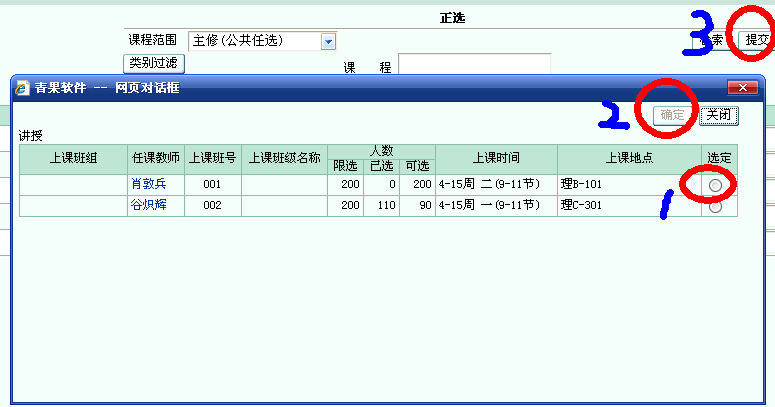 正选
课程范围 主修(公共任选) 索 提交
类别过滤 课 程
青果软件 -- 网页对话框
确定 关闭
讲授
上课班组 任课教师 上课班号 上课班级名称 人数 上课时间 上课地点 选定
限选 已选 可选
肖敦兵 001 200 0 200 4-15周 二(9-11节) 理B-101
谷炽辉 002 200 110 90 4-15周 一(9-11节) 理C-301
3
2
1